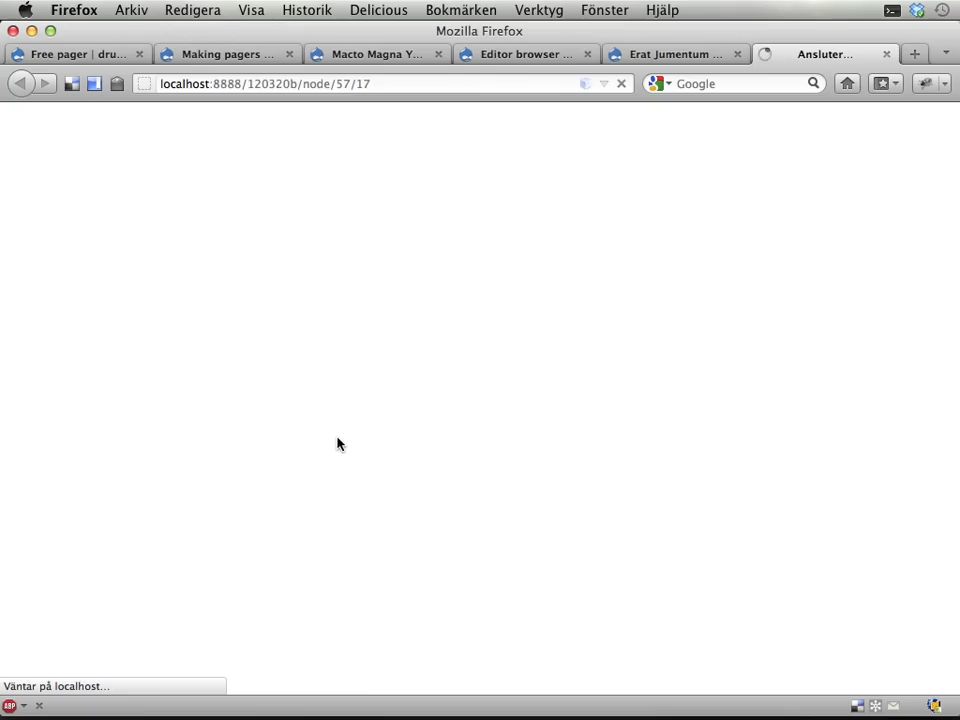 Firefox Arkiv Redigera Visa Historik Delicious Bokmärken Verktyg Fönster Hjälp
Mozilla Firefox
Free pager | dru... Making pagers ... Macto Magna Y... Editor browser ... Erat Jumentum ... Ansluter...
localhost:8888/120320b/node/57/17 Google
Väntar på localhost...
ABP